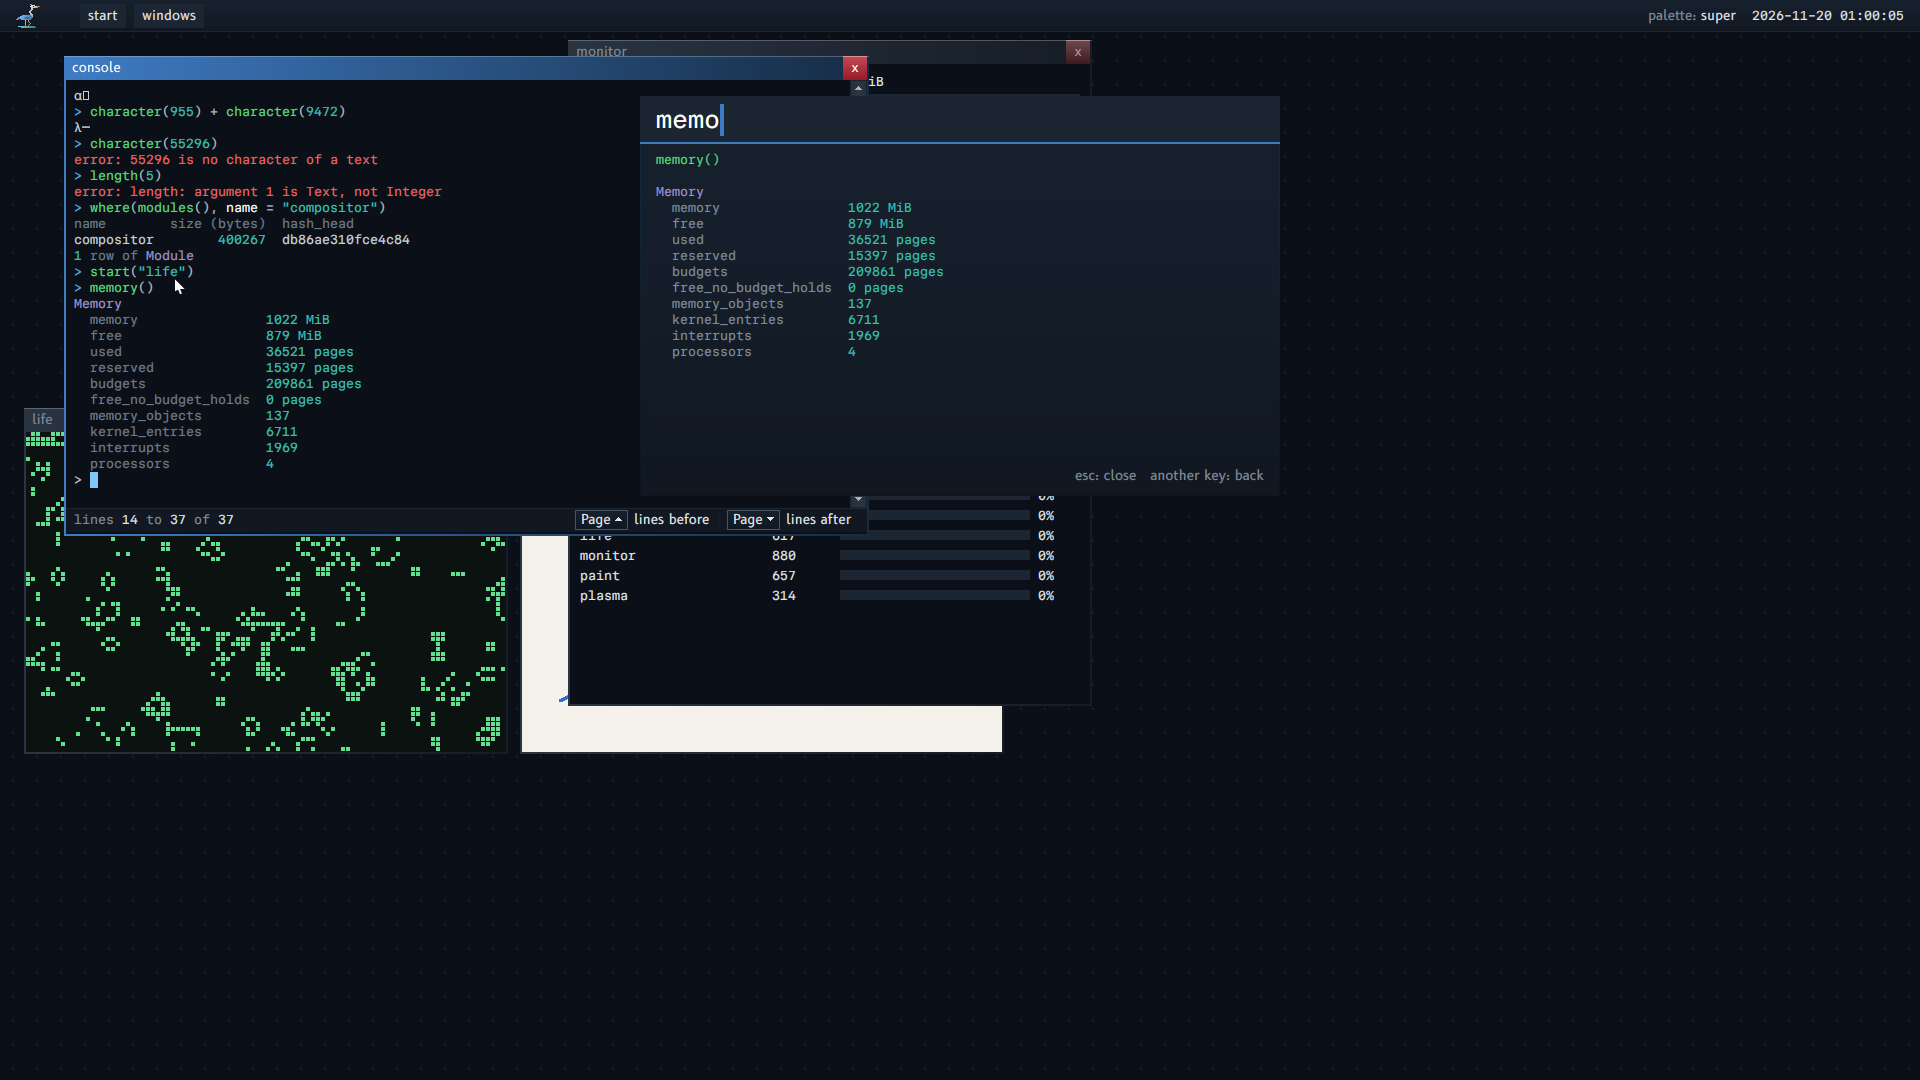 start windows palette: super 2026-11-20 01:00:05
monitor x
console x
iB
α▯
> character(955) + character(9472)
λ─
> character(55296)
error: 55296 is no character of a text
> length(5)
error: length: argument 1 is Text, not Integer
> where(modules(), name = "compositor")
name size (bytes) hash_head
compositor 400267 db86ae310fce4c84
1 row of Module
> start("life")
> memory()
Memory
memory 1022 MiB
free 879 MiB
used 36521 pages
reserved 15397 pages
budgets 209861 pages
free_no_budget_holds 0 pages
memory_objects 137
kernel_entries 6711
interrupts 1969
processors 4
>
lines 14 to 37 of 37 Page lines before Page lines after
memo
memory()
Memory
memory 1022 MiB
free 879 MiB
used 36521 pages
reserved 15397 pages
budgets 209861 pages
free_no_budget_holds 0 pages
memory_objects 137
kernel_entries 6711
interrupts 1969
processors 4
esc: close another key: back
life
0%
0%
life 617 0%
monitor 880 0%
paint 657 0%
plasma 314 0%